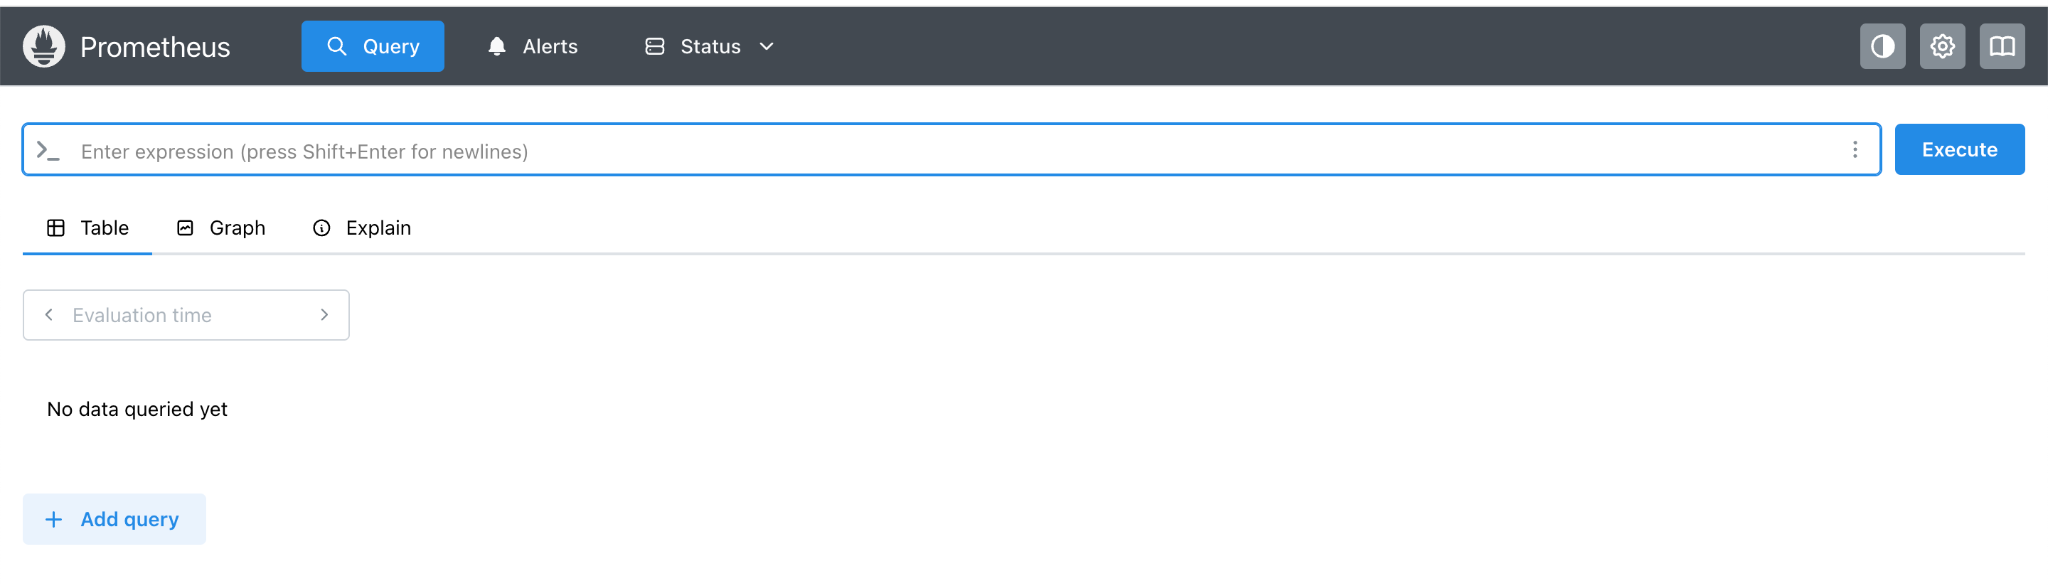 Prometheus Query Alerts Status
Enter expression (press Shift+Enter for newlines) Execute
Table Graph Explain
Evaluation time
No data queried yet
Add query